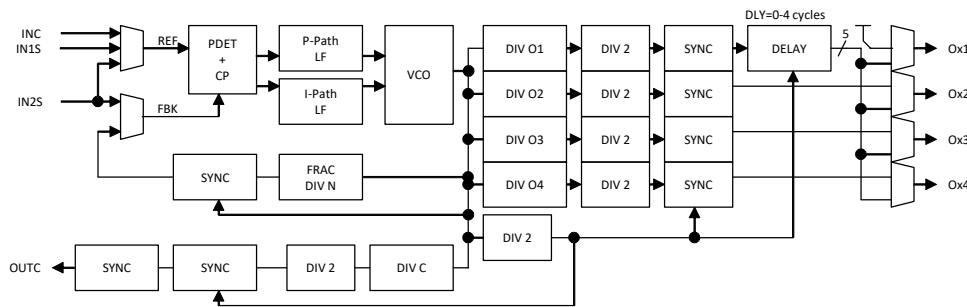 DLY=0-4 cycles
INC
IN1S
IN2S
REF
FBK
PDET
+
CP
P-Path
LF
I-Path
LF
VCO
DIV O1
DIV 2
SYNC
DELAY
5
Ox1
DIV O2
DIV 2
SYNC
Ox2
DIV O3
DIV 2
SYNC
Ox3
SYNC
FRAC
DIV N
DIV O4
DIV 2
SYNC
Ox4
DIV 2
OUTC
SYNC
SYNC
DIV 2
DIV C